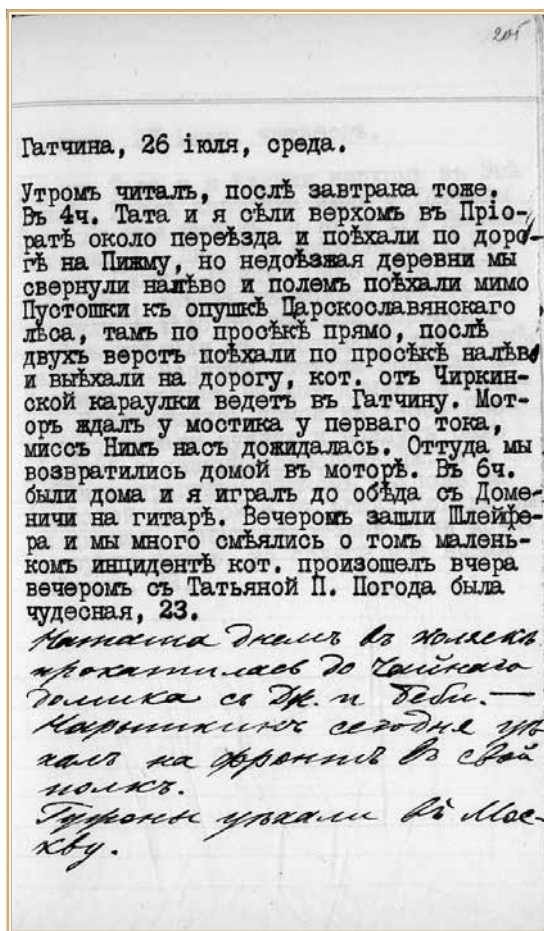 205
Гатчина, 26 іюля, среда.
Утромъ читалъ, послѣ завтрака тоже.
Въ 4ч. Тата и я сѣли верхомъ въ Пріо-
ратѣ около переѣзда и поѣхали по доро-
гѣ на Пижму, но недоѣзжая деревни мы
свернули налѣво и полемъ поѣхали мимо
Пустошки къ опушкѣ Царскославянскаго
лѣса, тамъ по просѣкѣ прямо, послѣ
двухъ верстъ поѣхали по просѣкѣ налѣво
и выѣхали на дорогу, кот. отъ Чиркин-
ской караулки ведетъ въ Гатчину. Мот-
оръ ждалъ у мостика у перваго тока,
миссъ Нимъ насъ дожидалась. Оттуда мы
возвратились домой въ моторѣ. Въ 6ч.
были дома и я игралъ до обѣда съ Доме-
ничи на гитарѣ. Вечеромъ зашли Шлейфе-
ра и мы много смѣялись о томъ малень-
комъ инцидентѣ кот. произошелъ вчера
вечеромъ съ Татьяной П. Погода была
чудесная, 23.
Наташа днемъ въ коляскѣ
прокатилась до Чайнаго
домика съ Дж. и Беби. —
Нарышкинъ сегодня уѣ
халъ на фронтъ въ свой
полкъ.
уѣхали въ Мос-
кву.